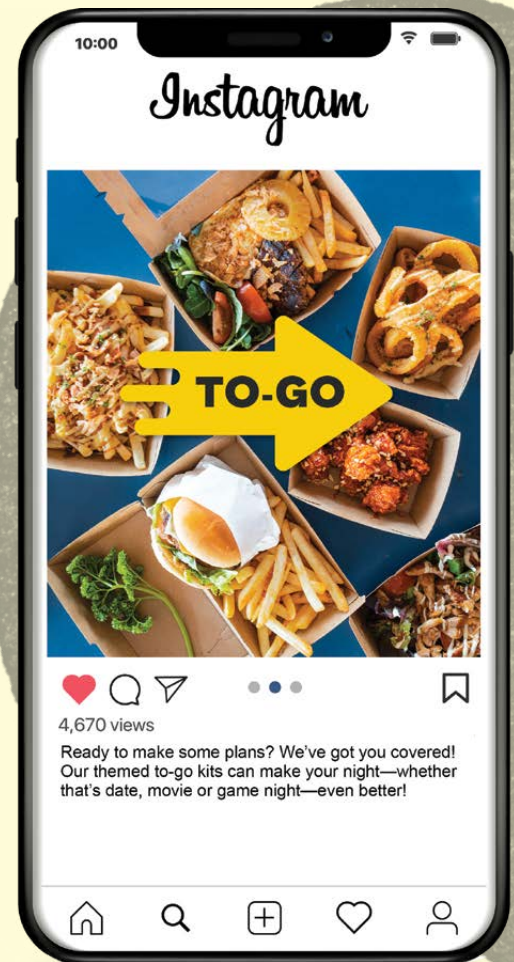 10:00
Instagram
TO-GO
4,670 views
Ready to make some plans? We’ve got you covered!
Our themed to-go kits can make your night—whether
that’s date, movie or game night—even better!